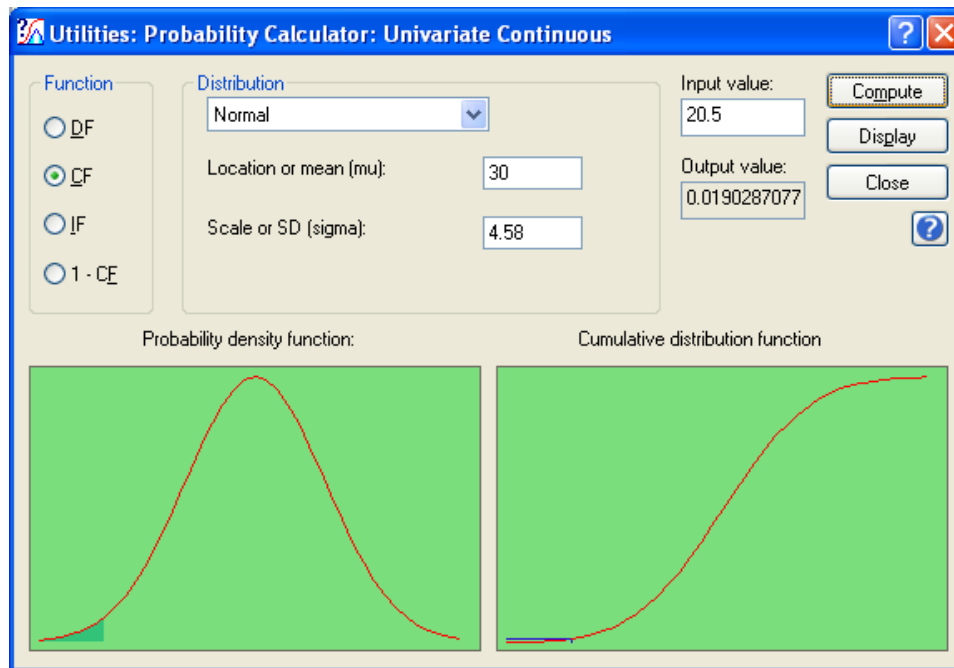 Utilities: Probability Calculator: Univariate Continuous
Function
DF
CF
IF
1 - CF
Distribution
Normal
Location or mean (mu):
30
Scale or SD (sigma):
4.58
Input value:
20.5
Output value:
0.0190287077
Compute
Display
Close
Probability density function:
Cumulative distribution function